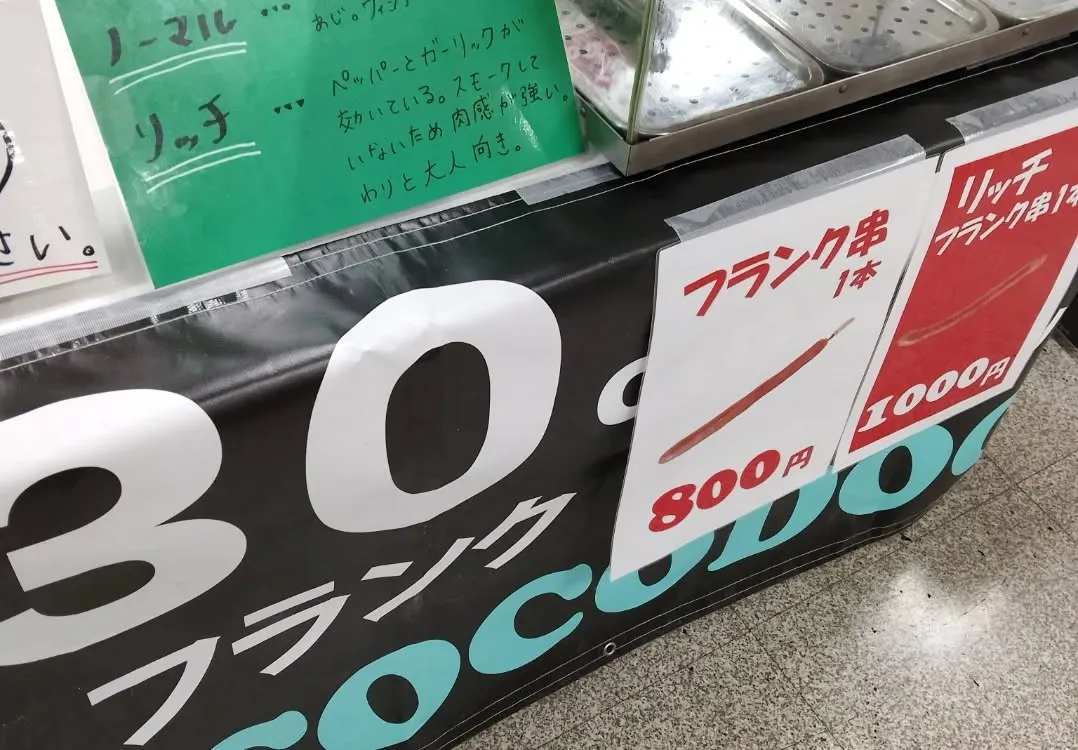 ノーマル …
リッチ …
ペッパーとガーリックが
効いている。スモークして
いないため肉感が強い。
わりと大人向き。
さい。
30
フランク
COCODO
フランク串
1本
800円
リッチ
フランク串1本
1000円